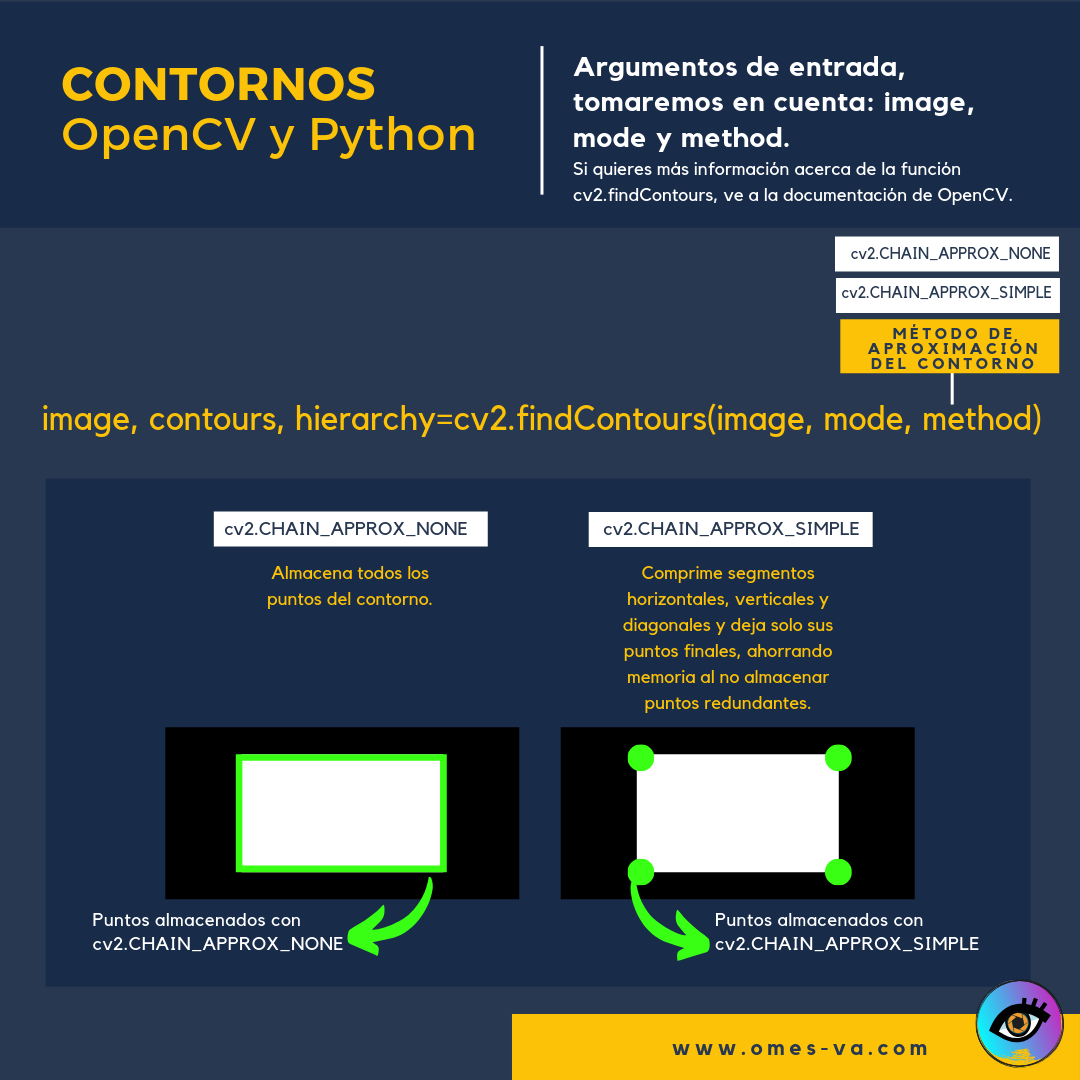 CONTORNOS
OpenCV y Python
Argumentos de entrada,
tomaremos en cuenta: image,
mode y method.
Si quieres más información acerca de la función
cv2.findContours, ve a la documentación de OpenCV.
cv2.CHAIN_APPROX_NONE
cv2.CHAIN_APPROX_SIMPLE
MÉTODO DE
APROXIMACIÓN
DEL CONTORNO
image, contours, hierarchy=cv2.findContours(image, mode, method)
cv2.CHAIN_APPROX_NONE
Almacena todos los
puntos del contorno.
cv2.CHAIN_APPROX_SIMPLE
Comprime segmentos
horizontales, verticales y
diagonales y deja solo sus
puntos finales, ahorrando
memoria al no almacenar
puntos redundantes.
Puntos almacenados con
cv2.CHAIN_APPROX_NONE
Puntos almacenados con
cv2.CHAIN_APPROX_SIMPLE
www.omes-va.com